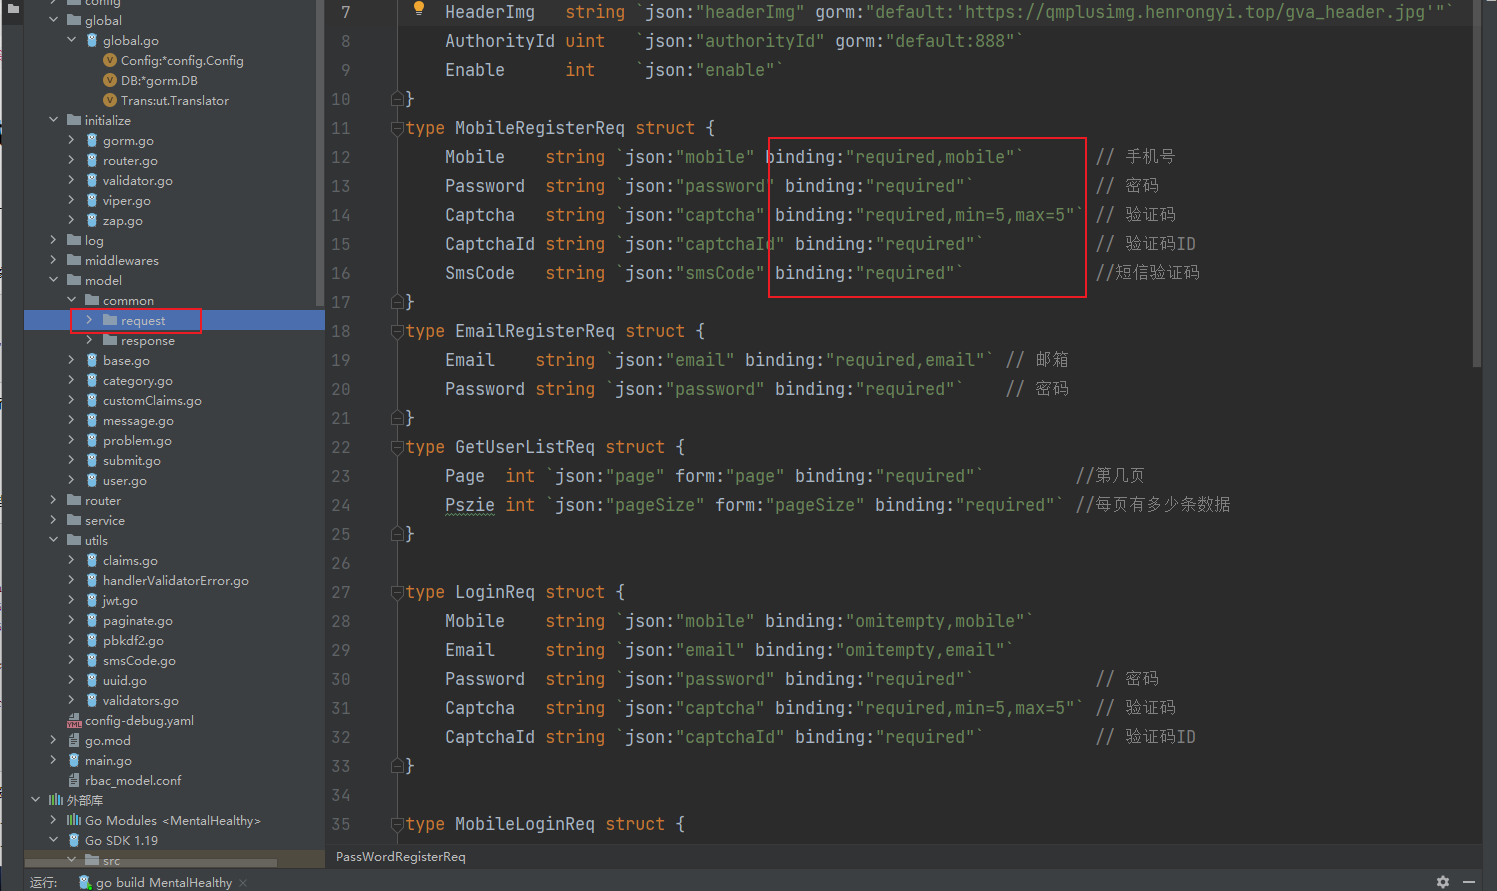 config
global
global.go
Config:*config.Config
DB:*gorm.DB
Trans:ut.Translator
initialize
gorm.go
router.go
validator.go
viper.go
zap.go
log
middlewares
model
common
request
response
base.go
category.go
customClaims.go
message.go
problem.go
submit.go
user.go
router
service
utils
claims.go
handlerValidatorError.go
jwt.go
paginate.go
pbkdf2.go
smsCode.go
uuid.go
validators.go
config-debug.yaml
go.mod
main.go
rbac_model.conf
外部库
Go Modules <MentalHealthy>
Go SDK 1.19
src
7 HeaderImg string `json:"headerImg" gorm:"default:'https://qmplusimg.henrongyi.top/gva_header.jpg'"`
8 AuthorityId uint `json:"authorityId" gorm:"default:888"`
9 Enable int `json:"enable"`
10 }
11 type MobileRegisterReq struct {
12 Mobile string `json:"mobile" binding:"required,mobile"` // 手机号
13 Password string `json:"password" binding:"required"` // 密码
14 Captcha string `json:"captcha" binding:"required,min=5,max=5"` // 验证码
15 CaptchaId string `json:"captchaId" binding:"required"` // 验证码ID
16 SmsCode string `json:"smsCode" binding:"required"` //短信验证码
17 }
18 type EmailRegisterReq struct {
19 Email string `json:"email" binding:"required,email"` // 邮箱
20 Password string `json:"password" binding:"required"` // 密码
21 }
22 type GetUserListReq struct {
23 Page int `json:"page" form:"page" binding:"required"` //第几页
24 Pszie int `json:"pageSize" form:"pageSize" binding:"required"` //每页有多少条数据
25 }
26
27 type LoginReq struct {
28 Mobile string `json:"mobile" binding:"omitempty,mobile"`
29 Email string `json:"email" binding:"omitempty,email"`
30 Password string `json:"password" binding:"required"` // 密码
31 Captcha string `json:"captcha" binding:"required,min=5,max=5"` // 验证码
32 CaptchaId string `json:"captchaId" binding:"required"` // 验证码ID
33 }
34
35 type MobileLoginReq struct {
PassWordRegisterReq
运行: go build MentalHealthy